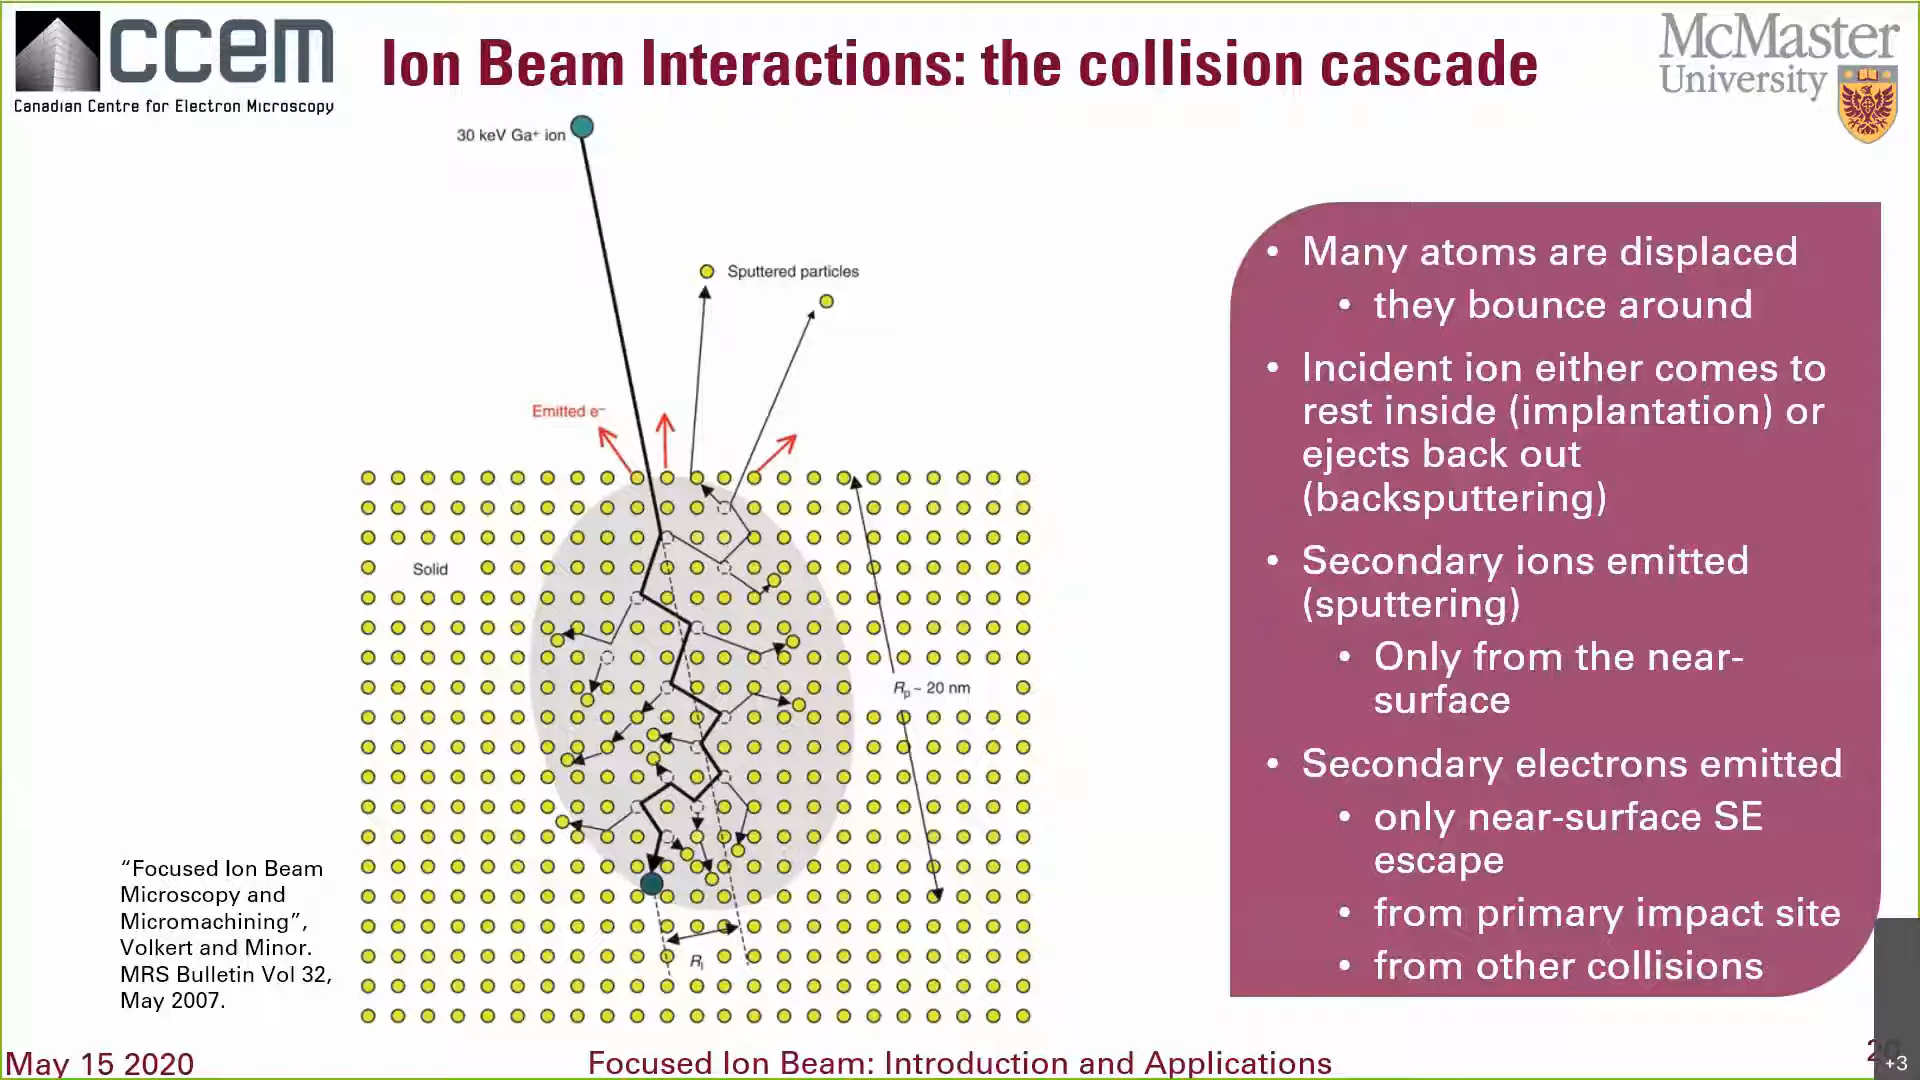 ccem
Canadian Centre for Electron Microscopy
Ion Beam Interactions: the collision cascade
McMaster
University
30 keV Ga⁺ ion
Sputtered particles
Emitted e⁻
Solid
Rₚ ~ 20 nm
Rₗ
• Many atoms are displaced
• they bounce around
• Incident ion either comes to
rest inside (implantation) or
ejects back out
(backsputtering)
• Secondary ions emitted
(sputtering)
• Only from the near-
surface
• Secondary electrons emitted
• only near-surface SE
escape
• from primary impact site
• from other collisions
“Focused Ion Beam
Microscopy and
Micromachining”,
Volkert and Minor.
MRS Bulletin Vol 32,
May 2007.
May 15 2020
Focused Ion Beam: Introduction and Applications
+3